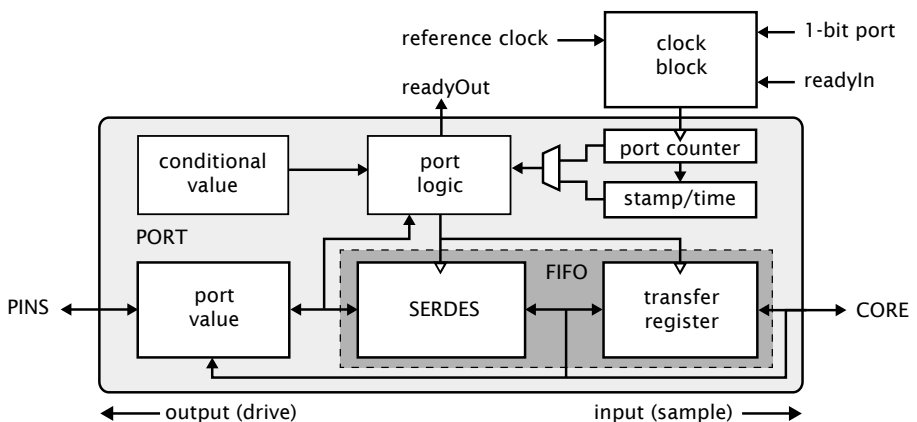 reference clock
clock
block
1-bit port
readyIn
readyOut
conditional
value
port
logic
port counter
stamp/time
PORT
FIFO
PINS
port
value
SERDES
transfer
register
CORE
output (drive)
input (sample)